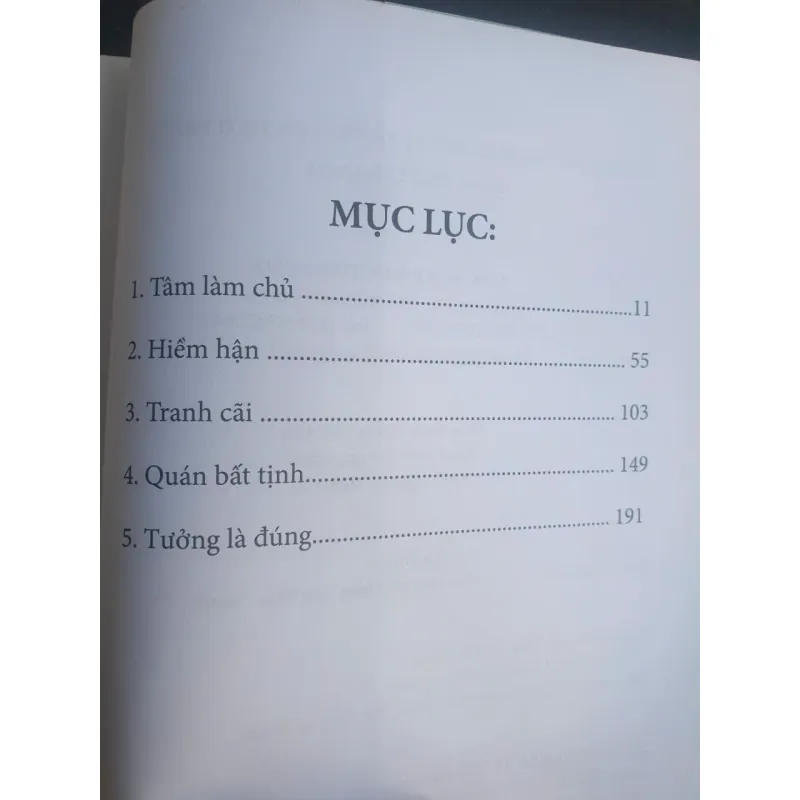 MỤC LỤC:
1. Tâm làm chủ ........................................................11
2. Hiềm hận ............................................................ 55
3. Tranh cãi ............................................................ 103
4. Quán bất tịnh..................................................... 149
5. Tưởng là đúng................................................... 191